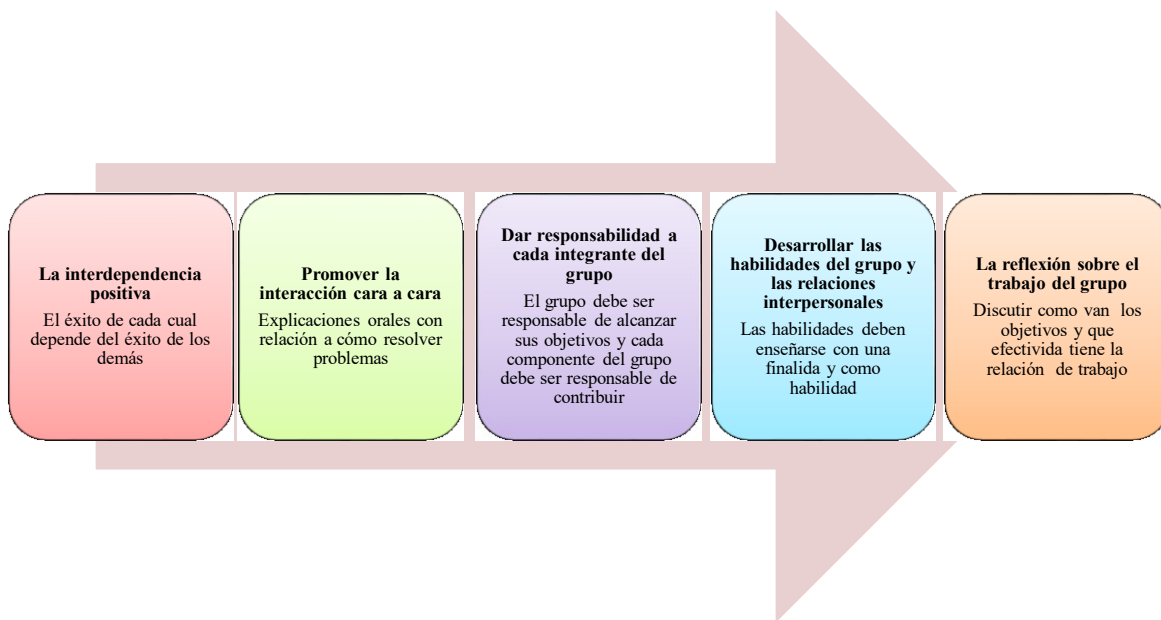 La interdependencia
positiva
El éxito de cada cual
depende del éxito de los
demás
Promover la
interacción cara a cara
Explicaciones orales con
relación a cómo resolver
problemas
Dar responsabilidad a
cada integrante del
grupo
El grupo debe ser
responsable de alcanzar
sus objetivos y cada
componente del grupo
debe ser responsable de
contribuir
Desarrollar las
habilidades del grupo y
las relaciones
interpersonales
Las habilidades deben
enseñarse con una
finalida y como
habilidad
La reflexión sobre el
trabajo del grupo
Discutir como van los
objetivos y que
efectivida tiene la
relación de trabajo